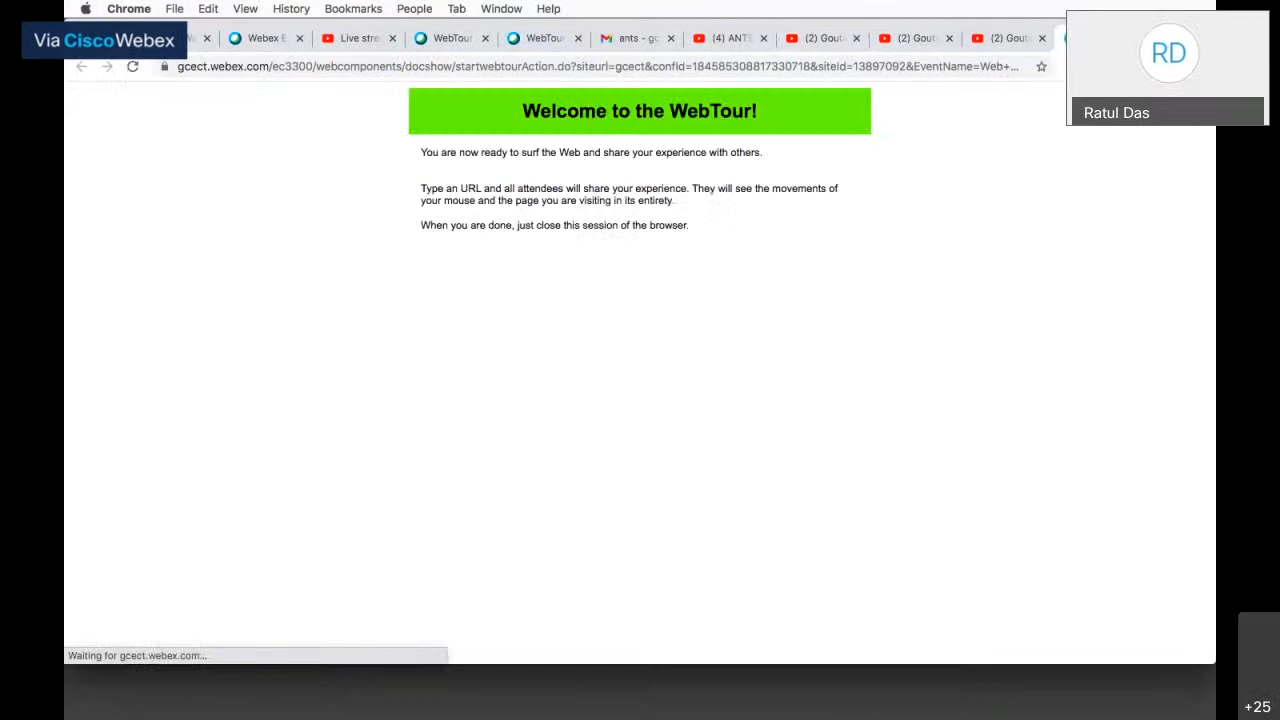 Chrome File Edit View History Bookmarks People Tab Window Help
Via CiscoWebex
Webex E
Live stre
WebTour
WebTour
ants - gc
(4) ANTS
(2) Gout
(2) Gout
(2) Gout
gcect.webex.com/ec3300/webcomponents/docshow/startwebtourAction.do?siteurl=gcect&confId=184585308817330718&siteId=13897092&EventName=Web+...
RD
Ratul Das
Welcome to the WebTour!
You are now ready to surf the Web and share your experience with others.
Type an URL and all attendees will share your experience. They will see the movements of
your mouse and the page you are visiting in its entirety.
When you are done, just close this session of the browser.
Waiting for gcect.webex.com...
+25